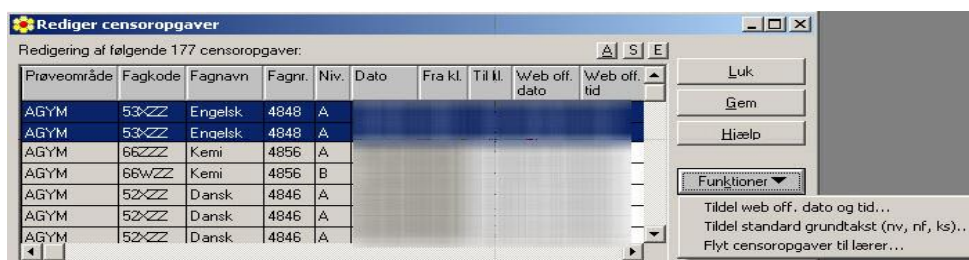 Rediger censoropgaver
Redigering af følgende 177 censoropgaver:
A S E
Prøveområde Fagkode Fagnavn Fagnr. Niv. Dato Fra kl. Til kl. Web off. dato Web off. tid
AGYM 53XZZ Engelsk 4848 A
AGYM 53XZZ Engelsk 4848 A
AGYM 66ZZZ Kemi 4856 A
AGYM 66WZZ Kemi 4856 B
AGYM 52XZZ Dansk 4846 A
AGYM 52XZZ Dansk 4846 A
AGYM 52XZZ Dansk 4846 A
Luk
Gem
Hjælp
Funktioner
Tildel web off. dato og tid...
Tildel standard grundtakst (nv, nf, ks)..
Flyt censoropgaver til lærer...